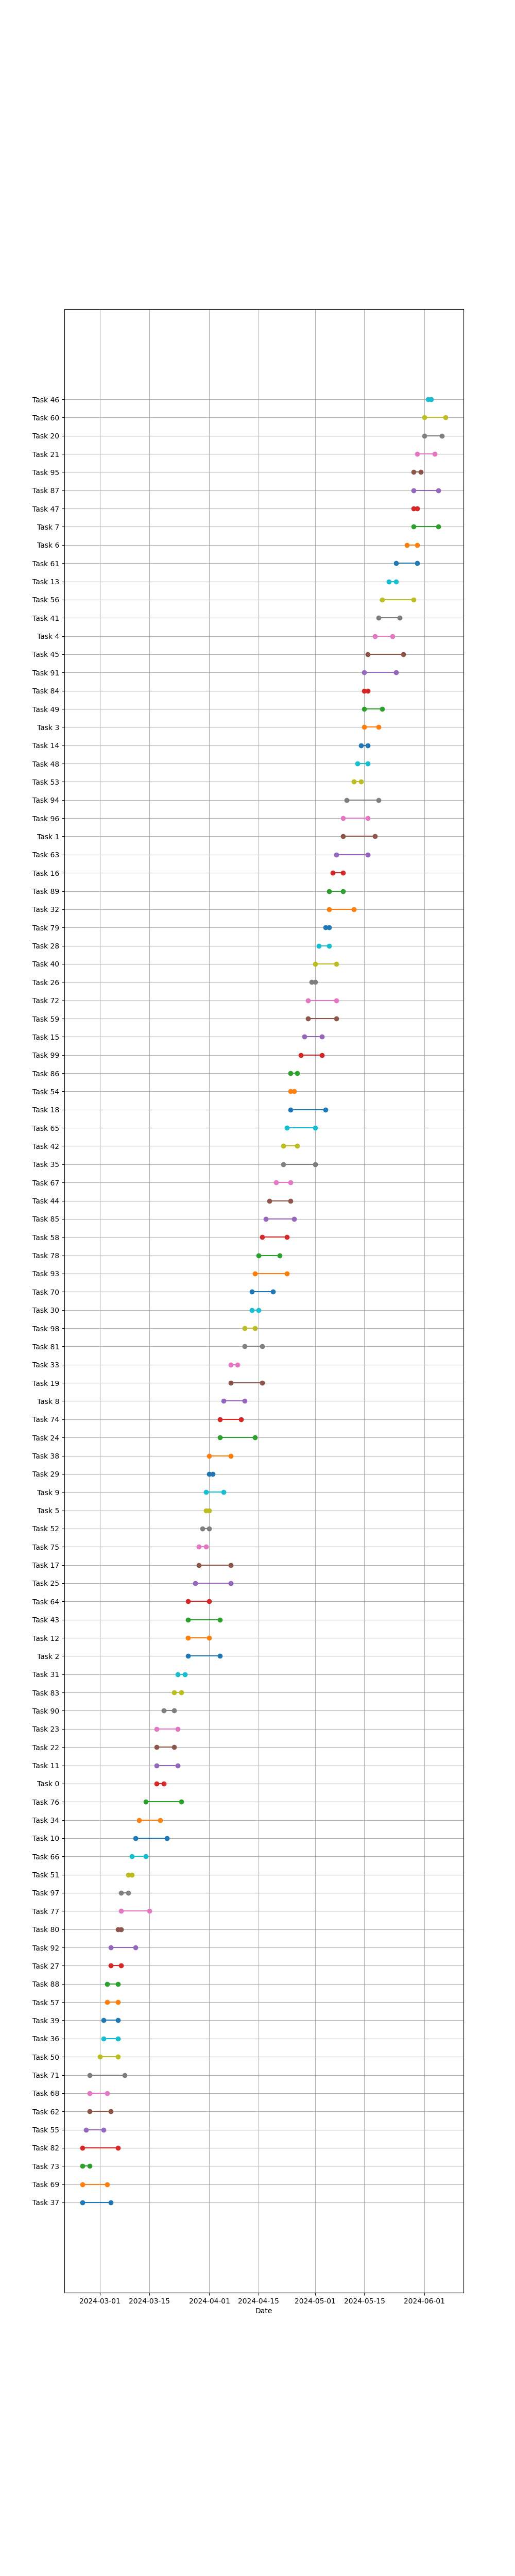 Task 46
Task 60
Task 20
Task 21
Task 95
Task 87
Task 47
Task 7
Task 6
Task 61
Task 13
Task 56
Task 41
Task 4
Task 45
Task 91
Task 84
Task 49
Task 3
Task 14
Task 48
Task 53
Task 94
Task 96
Task 1
Task 63
Task 16
Task 89
Task 32
Task 79
Task 28
Task 40
Task 26
Task 72
Task 59
Task 15
Task 99
Task 86
Task 54
Task 18
Task 65
Task 42
Task 35
Task 67
Task 44
Task 85
Task 58
Task 78
Task 93
Task 70
Task 30
Task 98
Task 81
Task 33
Task 19
Task 8
Task 74
Task 24
Task 38
Task 29
Task 9
Task 5
Task 52
Task 75
Task 17
Task 25
Task 64
Task 43
Task 12
Task 2
Task 31
Task 83
Task 90
Task 23
Task 22
Task 11
Task 0
Task 76
Task 34
Task 10
Task 66
Task 51
Task 97
Task 77
Task 80
Task 92
Task 27
Task 88
Task 57
Task 39
Task 36
Task 50
Task 71
Task 68
Task 62
Task 55
Task 82
Task 73
Task 69
Task 37
2024-03-01 2024-03-15 2024-04-01 2024-04-15 2024-05-01 2024-05-15 2024-06-01
Date